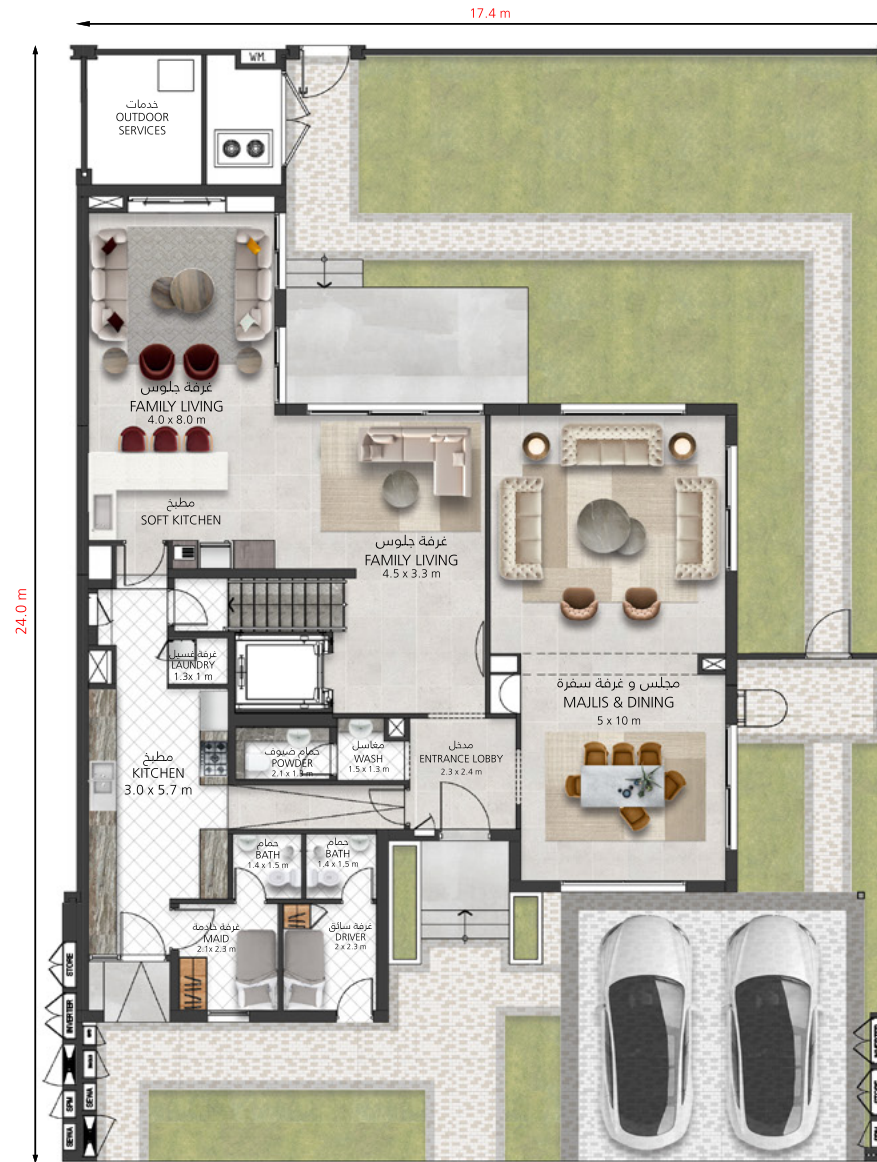 17.4 m
24.0 m
WM.
خدمات
OUTDOOR
SERVICES
غرفة جلوس
FAMILY LIVING
4.0 x 8.0 m
مطبخ
SOFT KITCHEN
غرفة جلوس
FAMILY LIVING
4.5 x 3.3 m
غرفة غسيل
LAUNDRY
1.3x 1 m
مجلس و غرفة سفرة
MAJLIS & DINING
5 x 10 m
مطبخ
KITCHEN
3.0 x 5.7 m
حمام ضيوف
POWDER
مغاسل
WASH
1.5 x 1.3 m
مدخل
ENTRANCE LOBBY
2.3 x 2.4 m
حمام
BATH
1.4 x 1.5 m
حمام
BATH
1.4 x 1.5 m
غرفة خادمة
MAID
2.1x 2.3 m
غرفة سائق
DRIVER
2 x 2.3 m
STORE
INVERTER
SPM
SEWA
SEWA